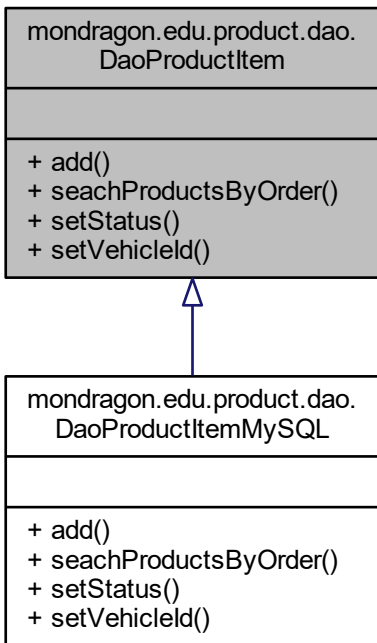 mondragon.edu.product.dao.
DaoProductItem
+ add()
+ seachProductsByOrder()
+ setStatus()
+ setVehicleId()
mondragon.edu.product.dao.
DaoProductItemMySQL
+ add()
+ seachProductsByOrder()
+ setStatus()
+ setVehicleId()